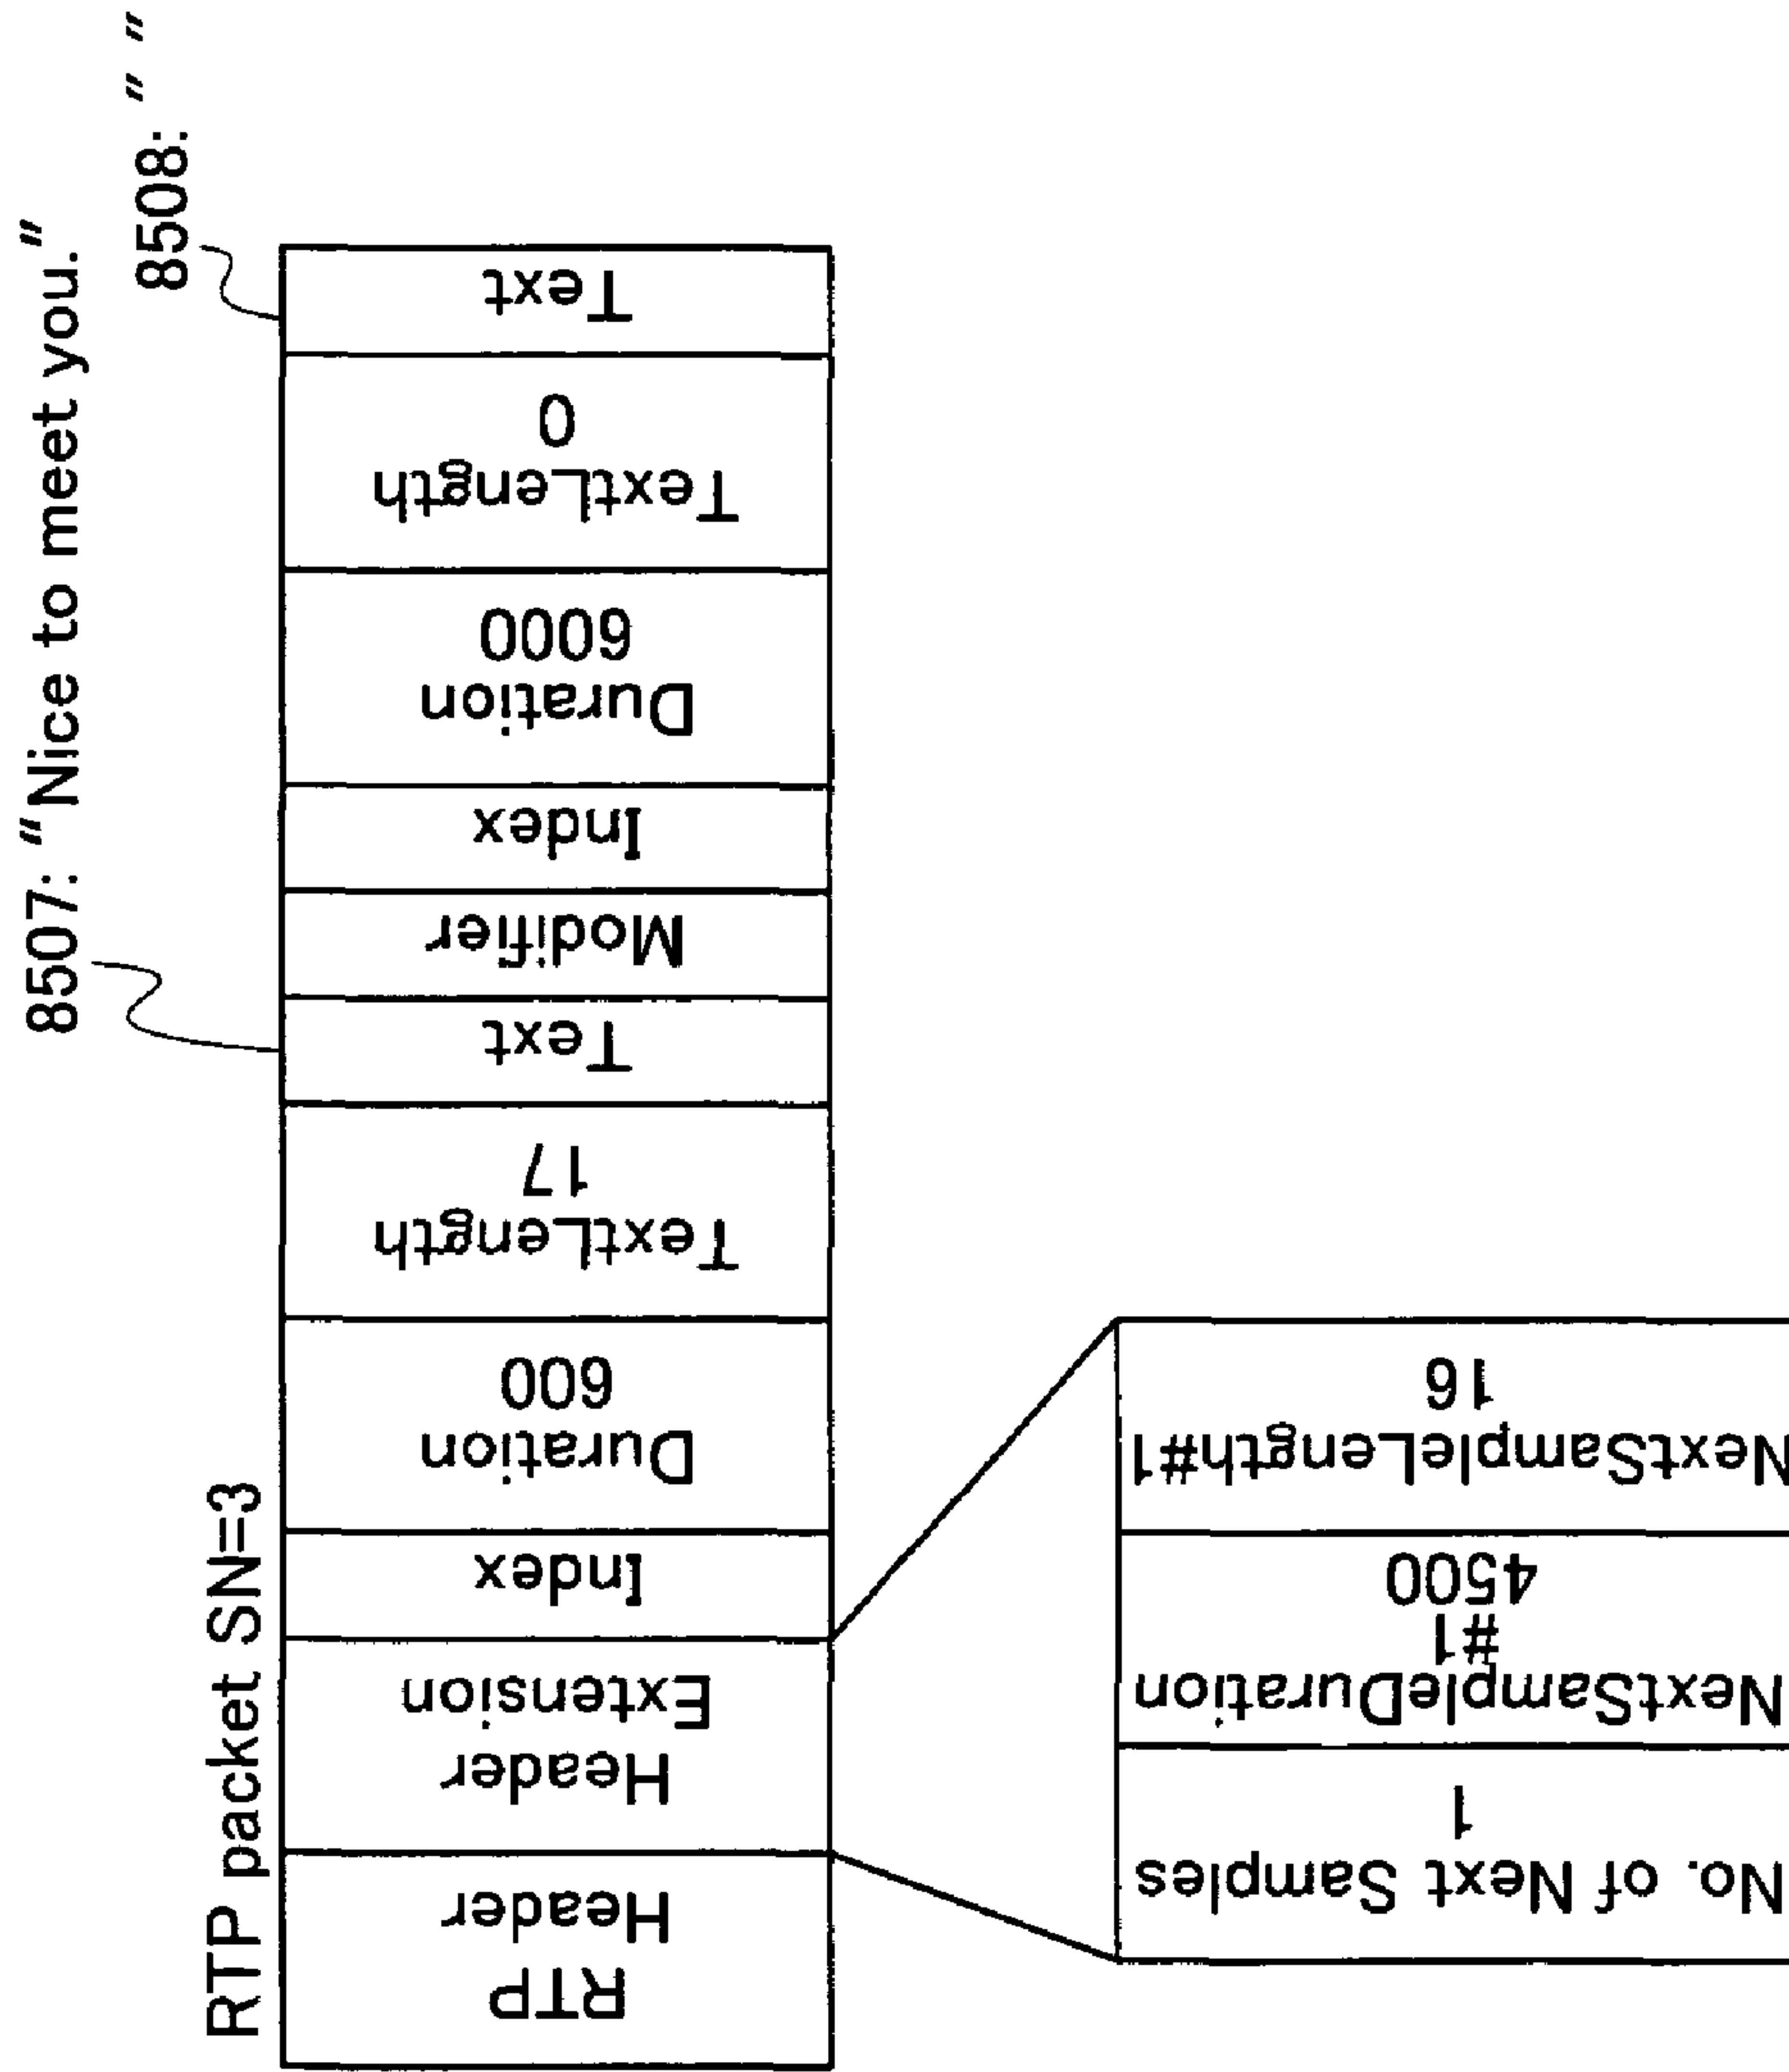 RTP packet SN=3
8507: "Nice to meet you."
8508: " "
RTP
Header
Header
Extension
Index
Duration
600
TextLength
17
Text
Modifier
Index
Duration
6000
TextLength
0
Text
No. of Next Samples
1
NextSampleDuration
#1
4500
NextSampleLength#1
16